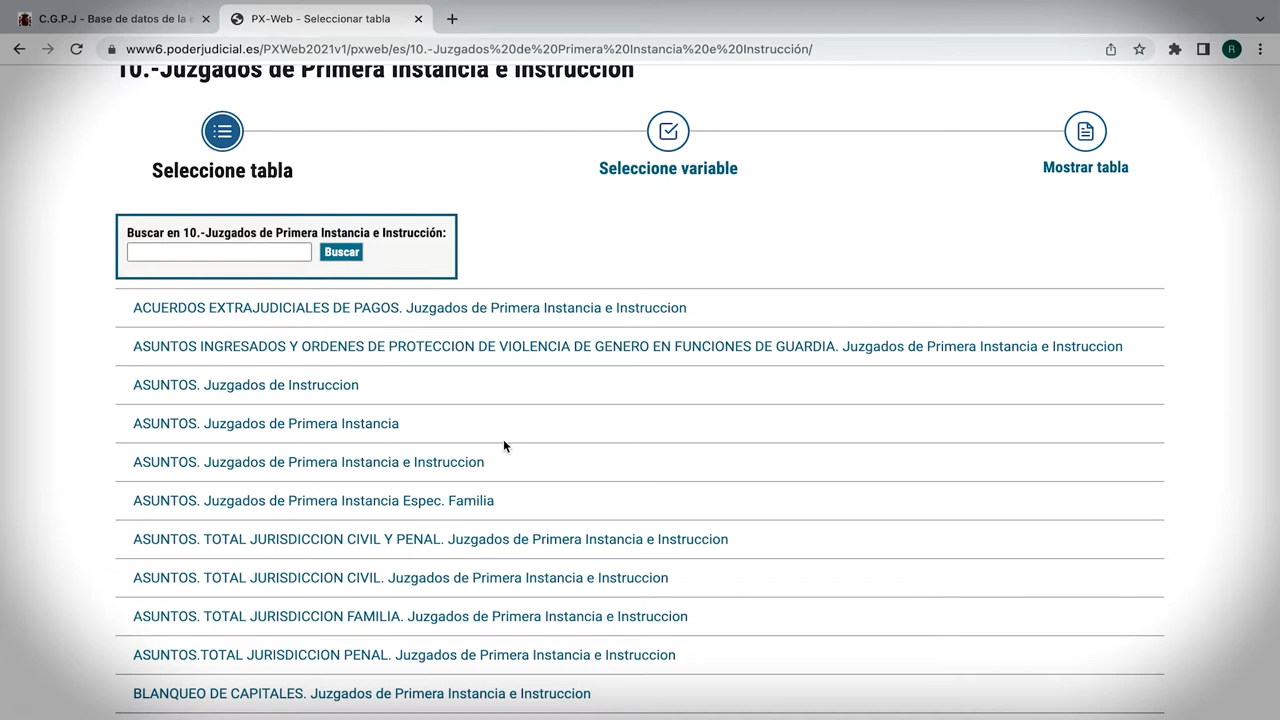 C.G.P.J - Base de datos de la
PX-Web - Seleccionar tabla
www6.poderjudicial.es/PXWeb2021v1/pxweb/es/10.-Juzgados%20de%20Primera%20Instancia%20e%20Instrucción/
R
10.-Juzgados de Primera Instancia e Instrucción
Seleccione tabla
Seleccione variable
Mostrar tabla
Buscar en 10.-Juzgados de Primera Instancia e Instrucción:
Buscar
ACUERDOS EXTRAJUDICIALES DE PAGOS. Juzgados de Primera Instancia e Instruccion
ASUNTOS INGRESADOS Y ORDENES DE PROTECCION DE VIOLENCIA DE GENERO EN FUNCIONES DE GUARDIA. Juzgados de Primera Instancia e Instruccion
ASUNTOS. Juzgados de Instruccion
ASUNTOS. Juzgados de Primera Instancia
ASUNTOS. Juzgados de Primera Instancia e Instruccion
ASUNTOS. Juzgados de Primera Instancia Espec. Familia
ASUNTOS. TOTAL JURISDICCION CIVIL Y PENAL. Juzgados de Primera Instancia e Instruccion
ASUNTOS. TOTAL JURISDICCION CIVIL. Juzgados de Primera Instancia e Instruccion
ASUNTOS. TOTAL JURISDICCION FAMILIA. Juzgados de Primera Instancia e Instruccion
ASUNTOS.TOTAL JURISDICCION PENAL. Juzgados de Primera Instancia e Instruccion
BLANQUEO DE CAPITALES. Juzgados de Primera Instancia e Instruccion